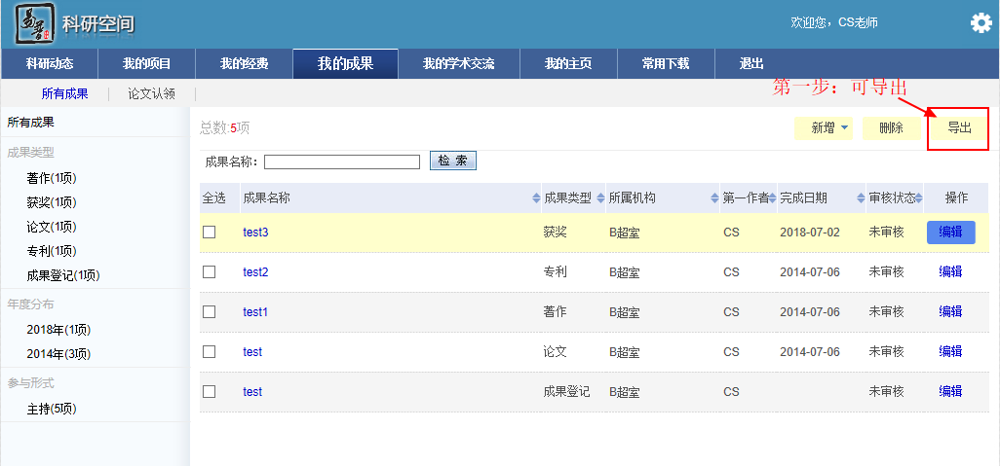 易普 科研空间 欢迎您，CS老师
科研动态 我的项目 我的经费 我的成果 我的学术交流 我的主页 常用下载 退出
第一步：可导出
所有成果 论文认领
所有成果
成果类型
著作(1项)
获奖(1项)
论文(1项)
专利(1项)
成果登记(1项)
年度分布
2018年(1项)
2014年(3项)
参与形式
主持(5项)
总数:5项 新增 删除 导出
成果名称： 检 索
全选 成果名称 成果类型 所属机构 第一作者 完成日期 审核状态 操作
test3 获奖 B超室 CS 2018-07-02 未审核 编辑
test2 专利 B超室 CS 2014-07-06 未审核 编辑
test1 著作 B超室 CS 2014-07-06 未审核 编辑
test 论文 B超室 CS 2014-07-06 未审核 编辑
test 成果登记 B超室 CS 未审核 编辑